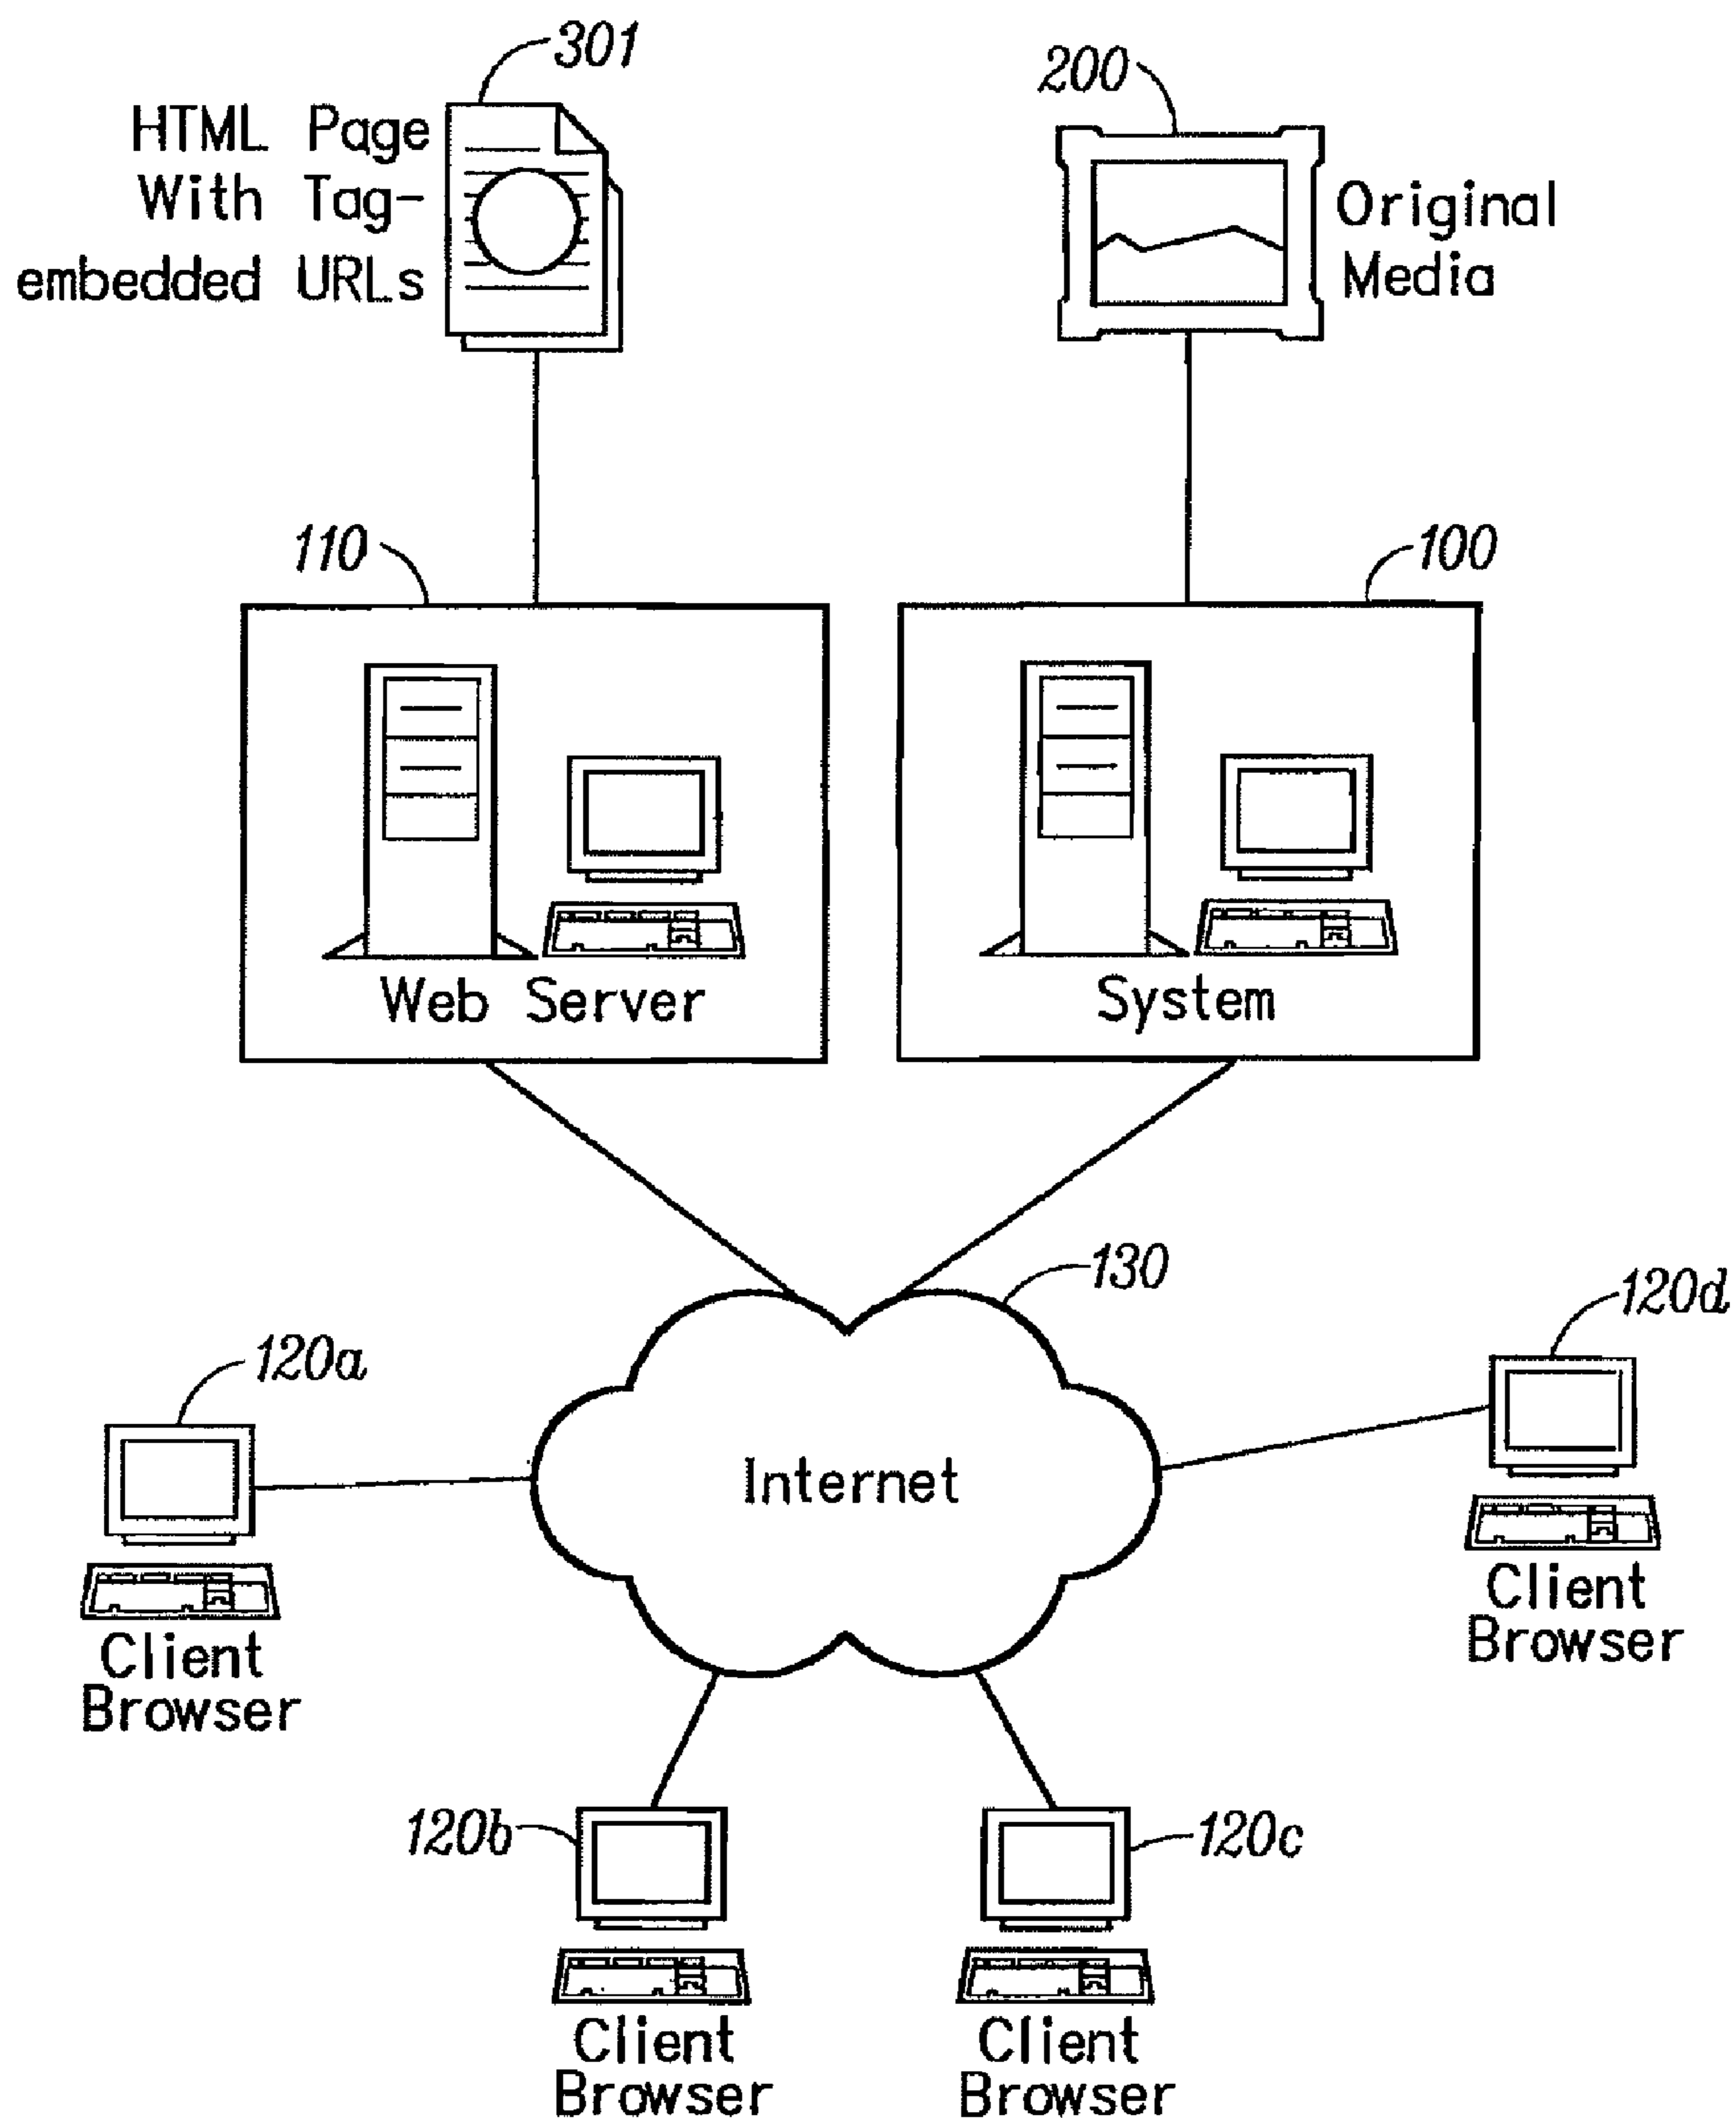 301
HTML Page
With Tag-
embedded URLs
200
Original
Media
110
100
Web Server
System
130
120d
120a
Internet
Client
Browser
Client
Browser
120b
120c
Client
Browser
Client
Browser